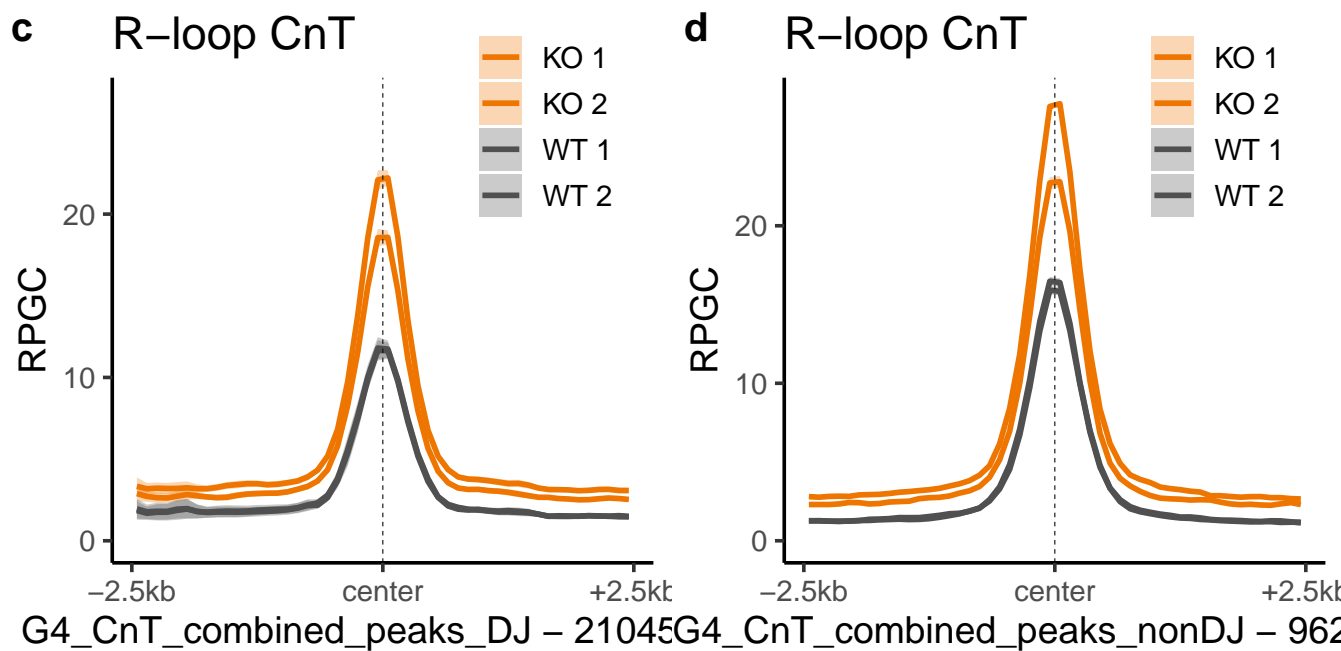 c R−loop CnT
KO 1
KO 2
WT 1
WT 2
20
10
0
RPGC
−2.5kb center +2.5kb
G4_CnT_combined_peaks_DJ − 21045
d R−loop CnT
KO 1
KO 2
WT 1
WT 2
20
10
0
RPGC
−2.5kb center +2.5kb
G4_CnT_combined_peaks_nonDJ − 962